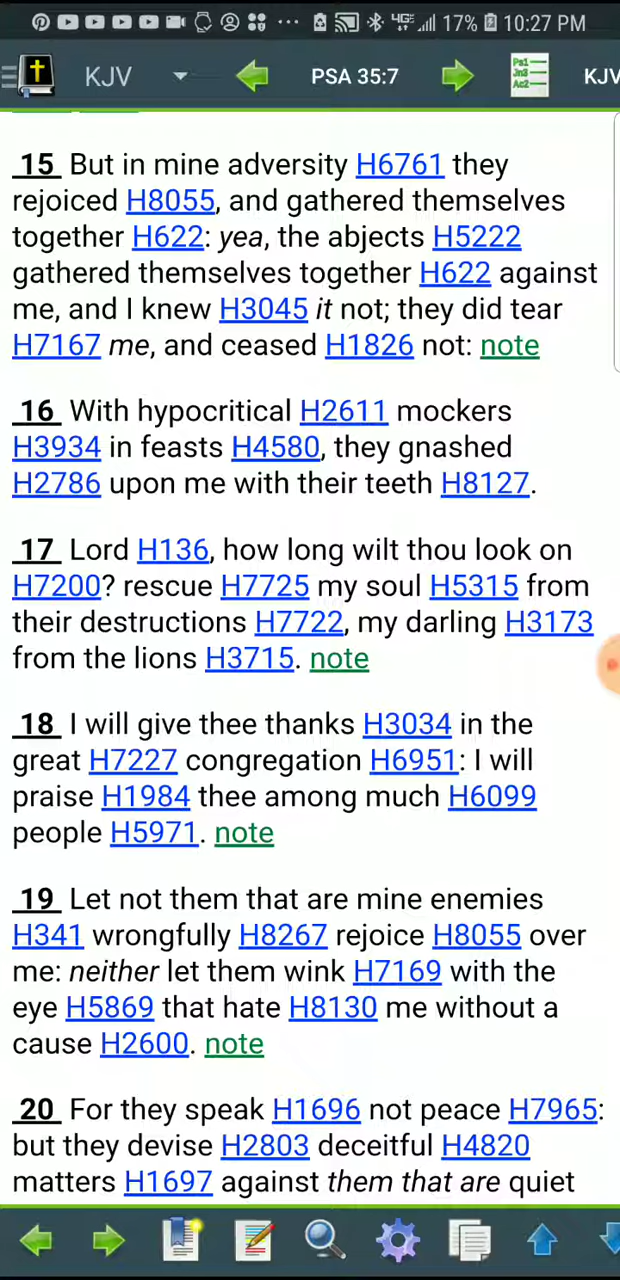 4GE 17% 10:27 PM
KJV PSA 35:7 Ps1 Jn3 Ac2 KJV
15 But in mine adversity H6761 they
rejoiced H8055, and gathered themselves
together H622: yea, the abjects H5222
gathered themselves together H622 against
me, and I knew H3045 it not; they did tear
H7167 me, and ceased H1826 not: note
16 With hypocritical H2611 mockers
H3934 in feasts H4580, they gnashed
H2786 upon me with their teeth H8127.
17 Lord H136, how long wilt thou look on
H7200? rescue H7725 my soul H5315 from
their destructions H7722, my darling H3173
from the lions H3715. note
18 I will give thee thanks H3034 in the
great H7227 congregation H6951: I will
praise H1984 thee among much H6099
people H5971. note
19 Let not them that are mine enemies
H341 wrongfully H8267 rejoice H8055 over
me: neither let them wink H7169 with the
eye H5869 that hate H8130 me without a
cause H2600. note
20 For they speak H1696 not peace H7965:
but they devise H2803 deceitful H4820
matters H1697 against them that are quiet